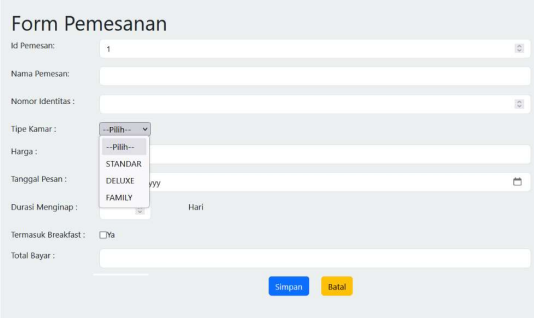 Form Pemesanan
Id Pemesan:
1
Nama Pemesan:
Nomor Identitas :
Tipe Kamar :
--Pilih--
--Pilih--
STANDAR
DELUXE
FAMILY
Harga :
Tanggal Pesan :
yyy
Durasi Menginap :
Hari
Termasuk Breakfast :
Ya
Total Bayar :
Simpan
Batal